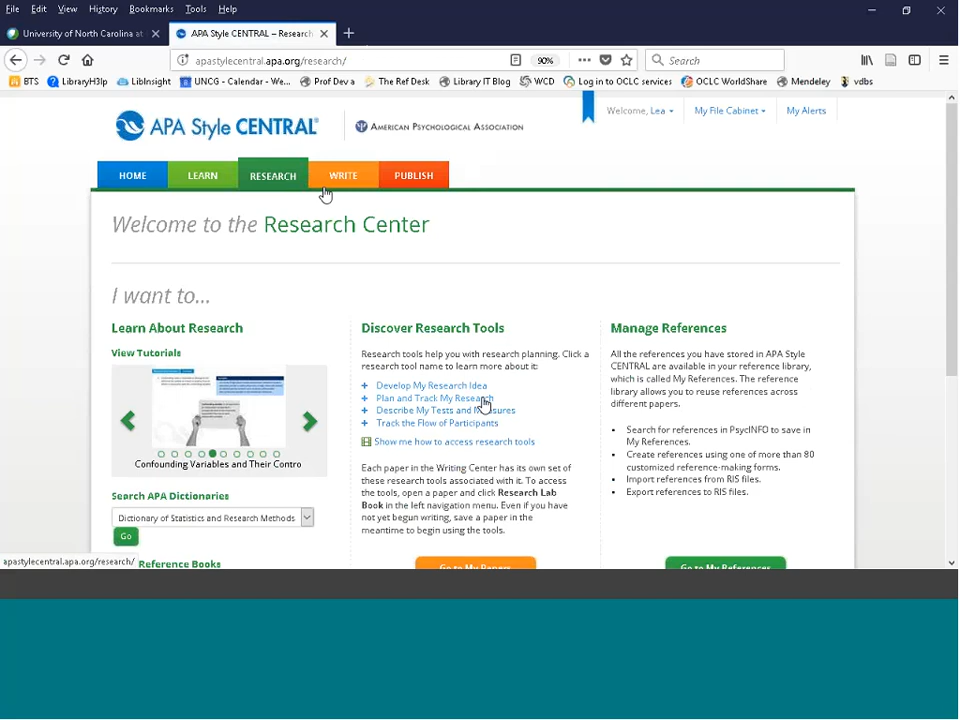 File Edit View History Bookmarks Tools Help
University of North Carolina at
APA Style CENTRAL – Research
apastylecentral.apa.org/research/
90%
Search
BTS LibraryH3lp LibInsight UNCG - Calendar - We... Prof Dev a The Ref Desk Library IT Blog WCD Log in to OCLC services OCLC WorldShare Mendeley vdbs
APA Style CENTRAL®
AMERICAN PSYCHOLOGICAL ASSOCIATION
Welcome, Lea
My File Cabinet
My Alerts
HOME LEARN RESEARCH WRITE PUBLISH
Welcome to the Research Center
I want to...
Learn About Research
View Tutorials
Confounding Variables and Their Contro
Search APA Dictionaries
Dictionary of Statistics and Research Methods
Go
Reference Books
Discover Research Tools
Research tools help you with research planning. Click a
research tool name to learn more about it:
+ Develop My Research Idea
+ Plan and Track My Research
+ Describe My Tests and Measures
+ Track the Flow of Participants
Show me how to access research tools
Each paper in the Writing Center has its own set of
these research tools associated with it. To access
the tools, open a paper and click Research Lab
Book in the left navigation menu. Even if you have
not yet begun writing, save a paper in the
meantime to begin using the tools.
Go to My Papers
Manage References
All the references you have stored in APA Style
CENTRAL are available in your reference library,
which is called My References. The reference
library allows you to reuse references across
different papers.
• Search for references in PsycINFO to save in
My References.
• Create references using one of more than 80
customized reference-making forms.
• Import references from RIS files.
• Export references to RIS files.
Go to My References
apastylecentral.apa.org/research/